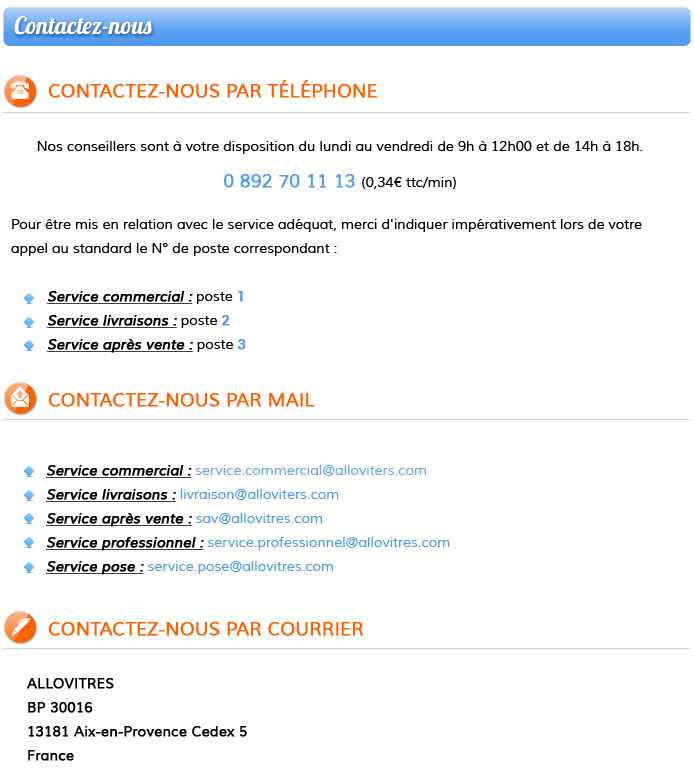 Contactez-nous
CONTACTEZ-NOUS PAR TÉLÉPHONE
Nos conseillers sont à votre disposition du lundi au vendredi de 9h à 12h00 et de 14h à 18h.
0 892 70 11 13 (0,34€ ttc/min)
Pour être mis en relation avec le service adéquat, merci d'indiquer impérativement lors de votre
appel au standard le N° de poste correspondant :
Service commercial : poste 1
Service livraisons : poste 2
Service après vente : poste 3
CONTACTEZ-NOUS PAR MAIL
Service commercial : service.commercial@alloviters.com
Service livraisons : livraison@alloviters.com
Service après vente : sav@allovitres.com
Service professionnel : service.professionnel@allovitres.com
Service pose : service.pose@allovitres.com
CONTACTEZ-NOUS PAR COURRIER
ALLOVITRES
BP 30016
13181 Aix-en-Provence Cedex 5
France